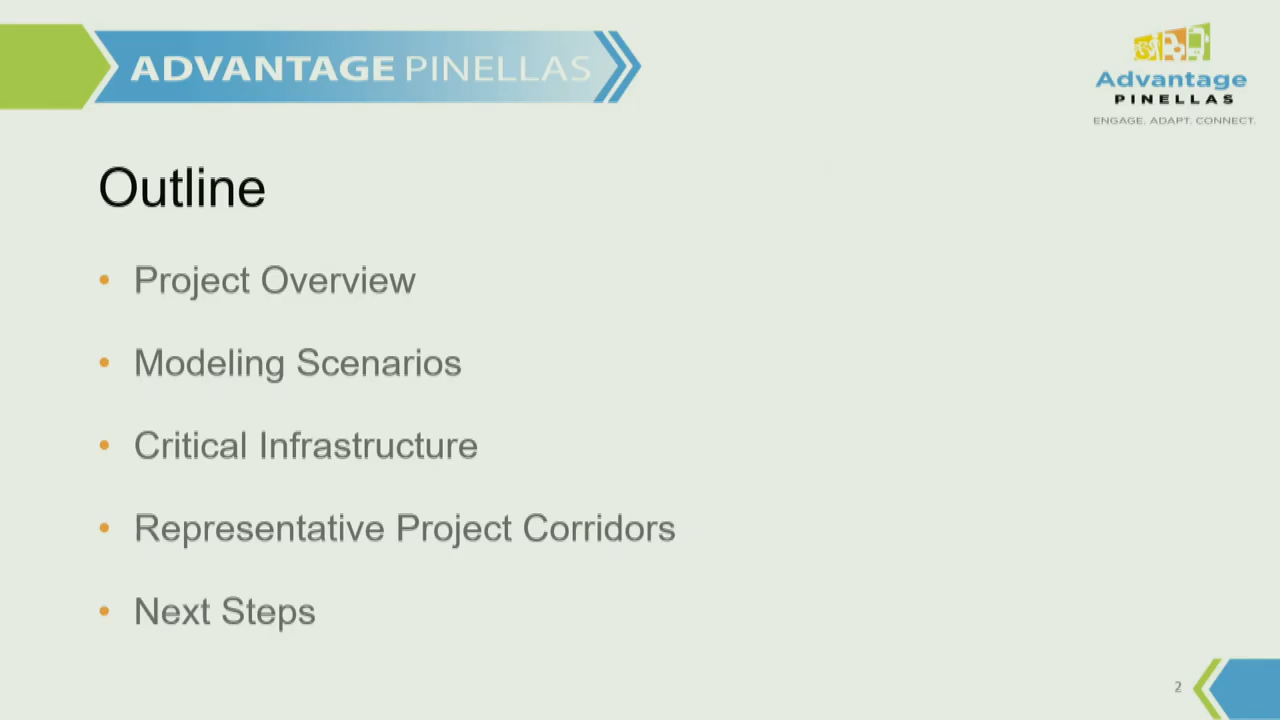 ADVANTAGE PINELLAS
Advantage
PINELLAS
ENGAGE. ADAPT. CONNECT.
Outline
• Project Overview
• Modeling Scenarios
• Critical Infrastructure
• Representative Project Corridors
• Next Steps
2